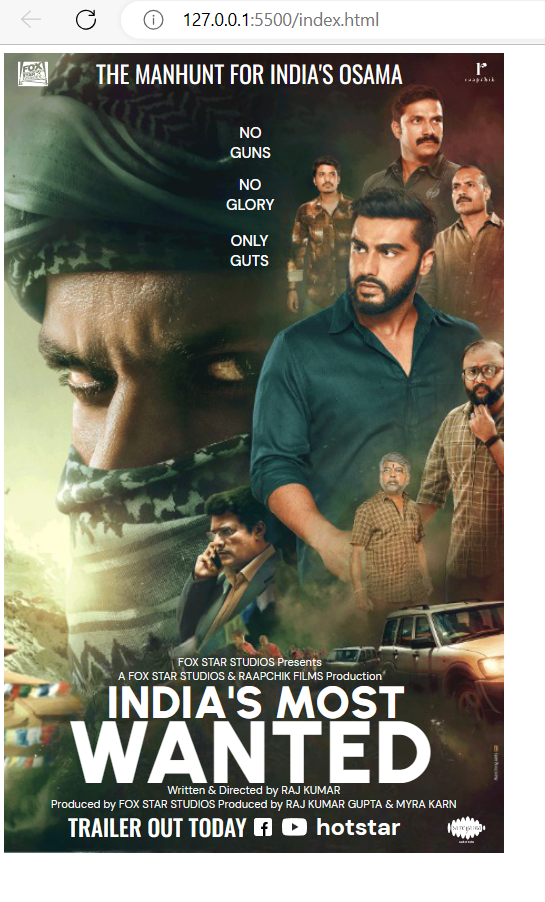 127.0.0.1:5500/index.html
FOX
THE MANHUNT FOR INDIA'S OSAMA
raapchik
NO
GUNS
NO
GLORY
ONLY
GUTS
FOX STAR STUDIOS Presents
A FOX STAR STUDIOS & RAAPCHIK FILMS Production
INDIA'S MOST
WANTED
Written & Directed by RAJ KUMAR
Produced by FOX STAR STUDIOS Produced by RAJ KUMAR GUPTA & MYRA KARN
TRAILER OUT TODAY
hotstar